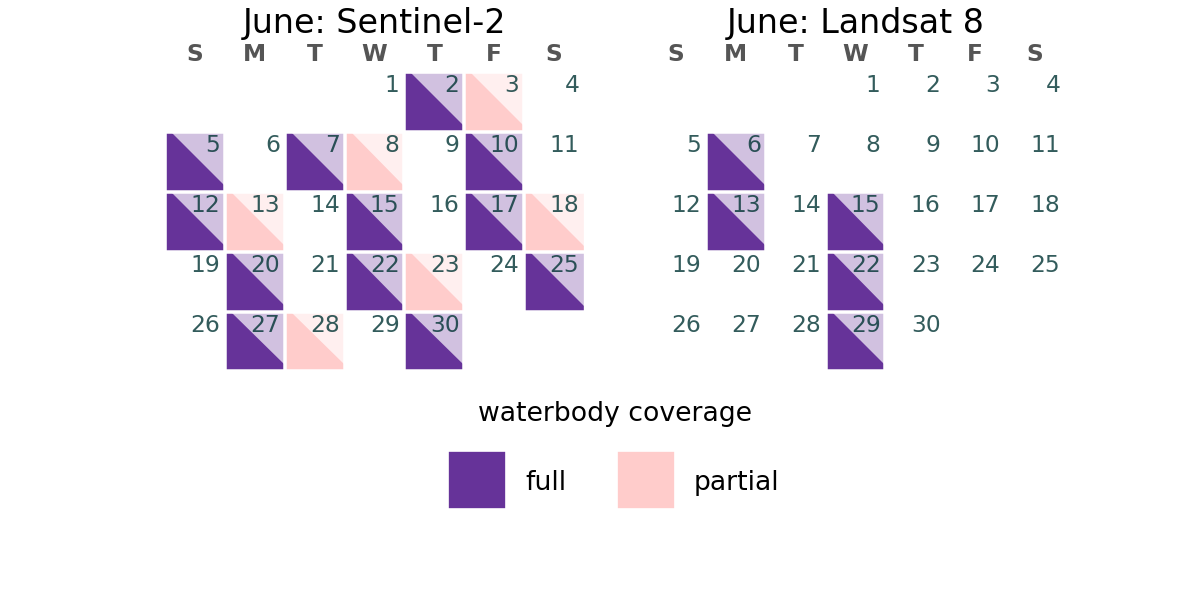 June: Sentinel-2
S M T W T F S
1 2 3 4
5 6 7 8 9 10 11
12 13 14 15 16 17 18
19 20 21 22 23 24 25
26 27 28 29 30
June: Landsat 8
S M T W T F S
1 2 3 4
5 6 7 8 9 10 11
12 13 14 15 16 17 18
19 20 21 22 23 24 25
26 27 28 29 30
waterbody coverage
full
partial